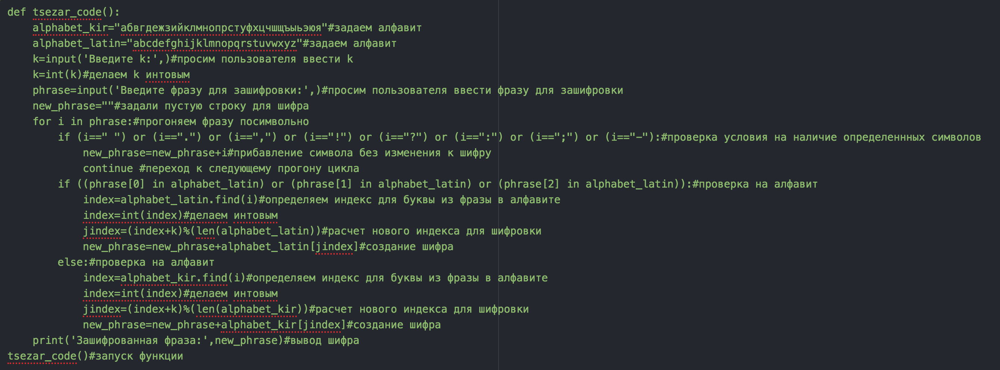 def tsezar_code():
    alphabet_kir="абвгдежзийклмнопрстуфхцчшщъыьэюя"#задаем алфавит
    alphabet_latin="abcdefghijklmnopqrstuvwxyz"#задаем алфавит
    k=input('Введите k:',)#просим пользователя ввести k
    k=int(k)#делаем k интовым
    phrase=input('Введите фразу для зашифровки:',)#просим пользователя ввести фразу для зашифровки
    new_phrase=""#задали пустую строку для шифра
    for i in phrase:#прогоняем фразу посимвольно
        if (i==" ") or (i==".") or (i==",") or (i=="!") or (i=="?") or (i==":") or (i==";") or (i=="-"):#проверка условия на наличие определеннных символов
            new_phrase=new_phrase+i#прибавление символа без изменения к шифру
            continue #переход к следующему прогону цикла
        if ((phrase[0] in alphabet_latin) or (phrase[1] in alphabet_latin) or (phrase[2] in alphabet_latin)):#проверка на алфавит
            index=alphabet_latin.find(i)#определяем индекс для буквы из фразы в алфавите
            index=int(index)#делаем интовым
            jindex=(index+k)%(len(alphabet_latin))#расчет нового индекса для шифровки
            new_phrase=new_phrase+alphabet_latin[jindex]#создание шифра
        else:#проверка на алфавит
            index=alphabet_kir.find(i)#определяем индекс для буквы из фразы в алфавите
            index=int(index)#делаем интовым
            jindex=(index+k)%(len(alphabet_kir))#расчет нового индекса для шифровки
            new_phrase=new_phrase+alphabet_kir[jindex]#создание шифра
    print('Зашифрованная фраза:',new_phrase)#вывод шифра
tsezar_code()#запуск функции